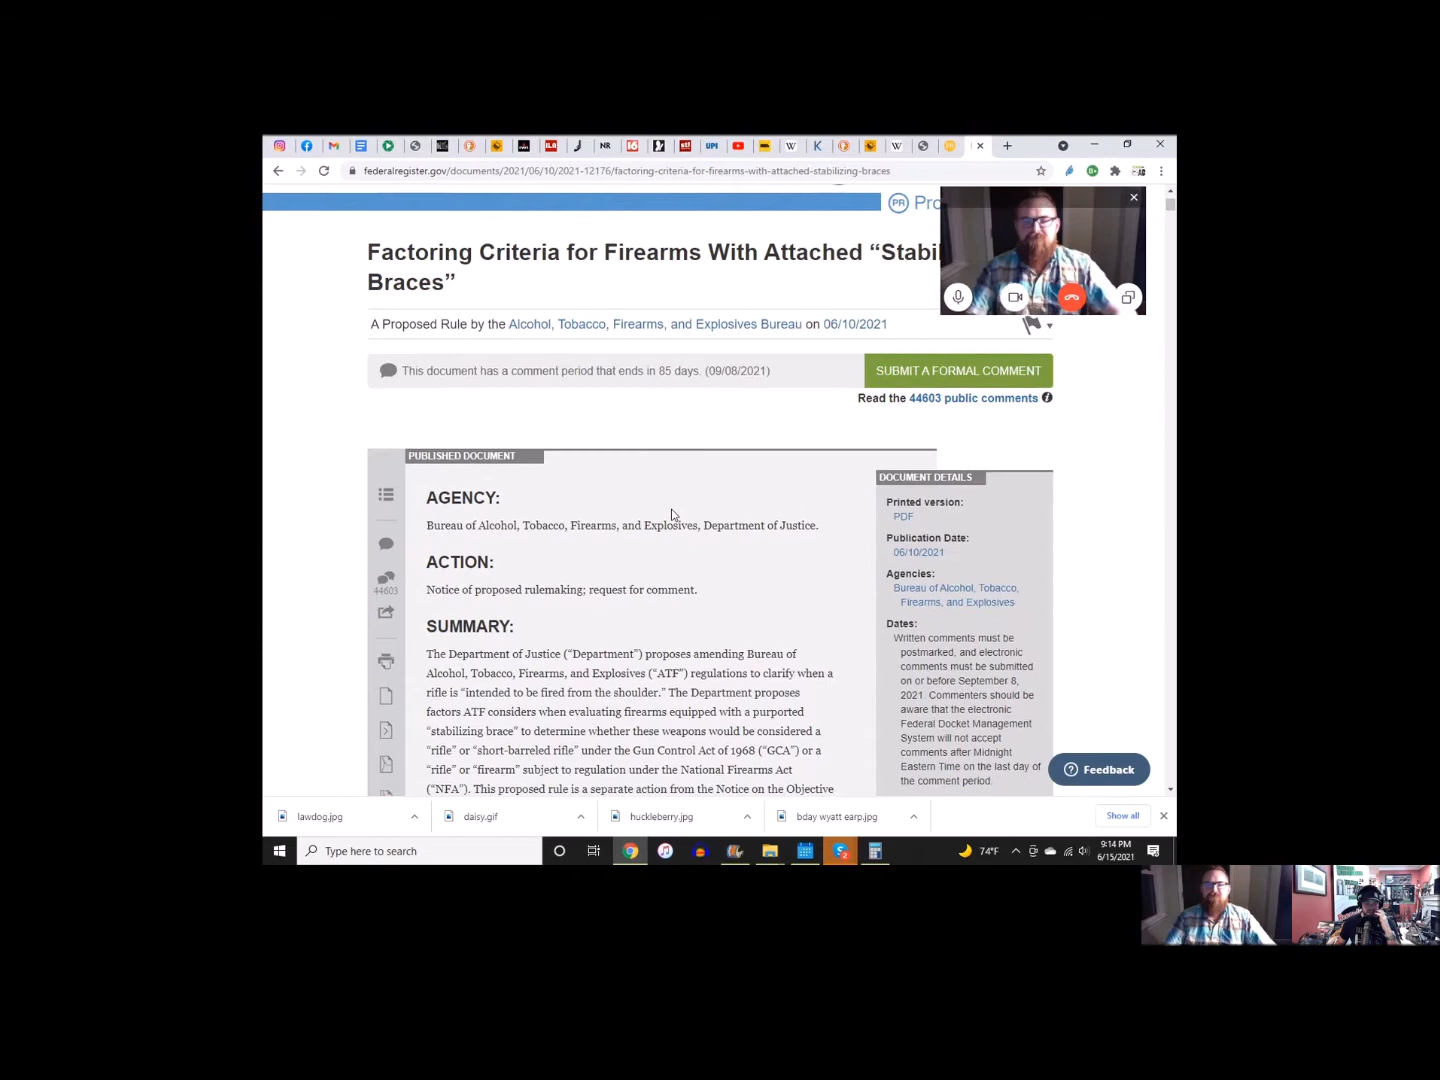 NR
UPI
federalregister.gov/documents/2021/06/10/2021-12176/factoring-criteria-for-firearms-with-attached-stabilizing-braces
PR Pro
Factoring Criteria for Firearms With Attached “Stabil
Braces”
A Proposed Rule by the Alcohol, Tobacco, Firearms, and Explosives Bureau on 06/10/2021
This document has a comment period that ends in 85 days. (09/08/2021)
SUBMIT A FORMAL COMMENT
Read the 44603 public comments
PUBLISHED DOCUMENT
AGENCY:
Bureau of Alcohol, Tobacco, Firearms, and Explosives, Department of Justice.
ACTION:
Notice of proposed rulemaking; request for comment.
44603
SUMMARY:
The Department of Justice (“Department”) proposes amending Bureau of
Alcohol, Tobacco, Firearms, and Explosives (“ATF”) regulations to clarify when a
rifle is “intended to be fired from the shoulder.” The Department proposes
factors ATF considers when evaluating firearms equipped with a purported
“stabilizing brace” to determine whether these weapons would be considered a
“rifle” or “short-barreled rifle” under the Gun Control Act of 1968 (“GCA”) or a
“rifle” or “firearm” subject to regulation under the National Firearms Act
(“NFA”). This proposed rule is a separate action from the Notice on the Objective
DOCUMENT DETAILS
Printed version:
PDF
Publication Date:
06/10/2021
Agencies:
Bureau of Alcohol, Tobacco,
Firearms, and Explosives
Dates:
Written comments must be
postmarked, and electronic
comments must be submitted
on or before September 8,
2021. Commenters should be
aware that the electronic
Federal Docket Management
System will not accept
comments after Midnight
Eastern Time on the last day of
the comment period.
Feedback
lawdog.jpg
daisy.gif
huckleberry.jpg
bday wyatt earp.jpg
Show all
Type here to search
74°F
9:14 PM
6/15/2021